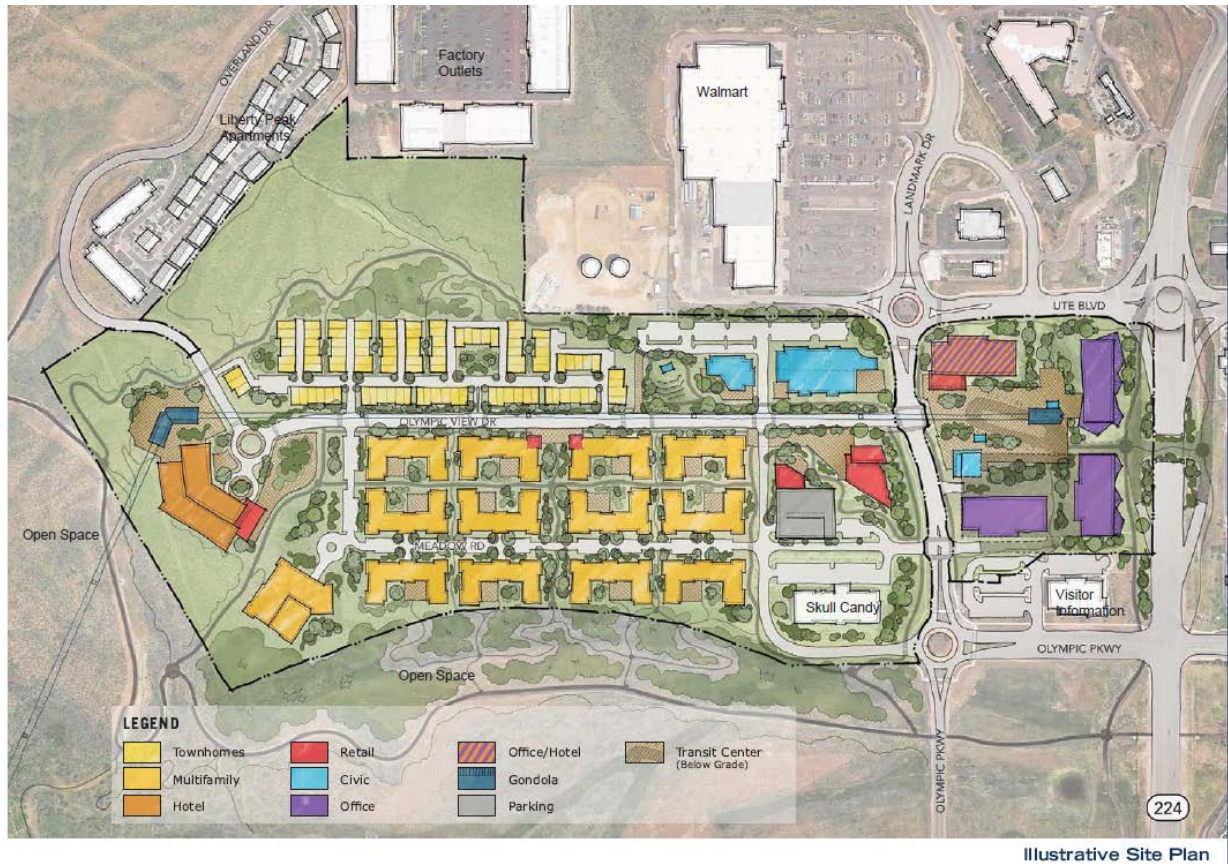 OVERLAND DR
Factory
Outlets
Liberty Peak
Apartments
Walmart
LANDMARK DR
UTE BLVD
OLYMPIC VIEW DR
Open Space
MEADOW RD
Skull Candy
Visitor
Information
OLYMPIC PKWY
Open Space
OLYMPIC PKWY
224
LEGEND
Townhomes
Multifamily
Hotel
Retail
Civic
Office
Office/Hotel
Gondola
Parking
Transit Center
(Below Grade)
Illustrative Site Plan